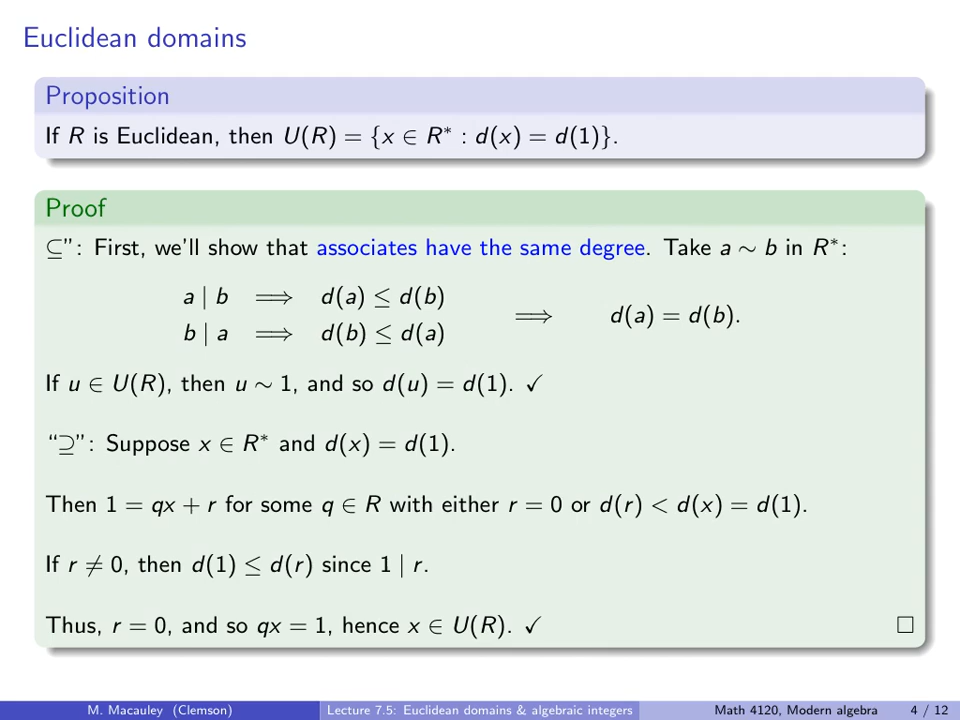 Euclidean domains
Proposition
If R is Euclidean, then U(R) = {x ∈ R* : d(x) = d(1)}.
Proof
⊆”: First, we’ll show that associates have the same degree. Take a ∼ b in R*:
a | b ⟹ d(a) ≤ d(b)
b | a ⟹ d(b) ≤ d(a)
⟹ d(a) = d(b).
If u ∈ U(R), then u ∼ 1, and so d(u) = d(1). ✓
“⊇”: Suppose x ∈ R* and d(x) = d(1).
Then 1 = qx + r for some q ∈ R with either r = 0 or d(r) < d(x) = d(1).
If r ≠ 0, then d(1) ≤ d(r) since 1 | r.
Thus, r = 0, and so qx = 1, hence x ∈ U(R). ✓ □
M. Macauley (Clemson) Lecture 7.5: Euclidean domains & algebraic integers Math 4120, Modern algebra 4 / 12